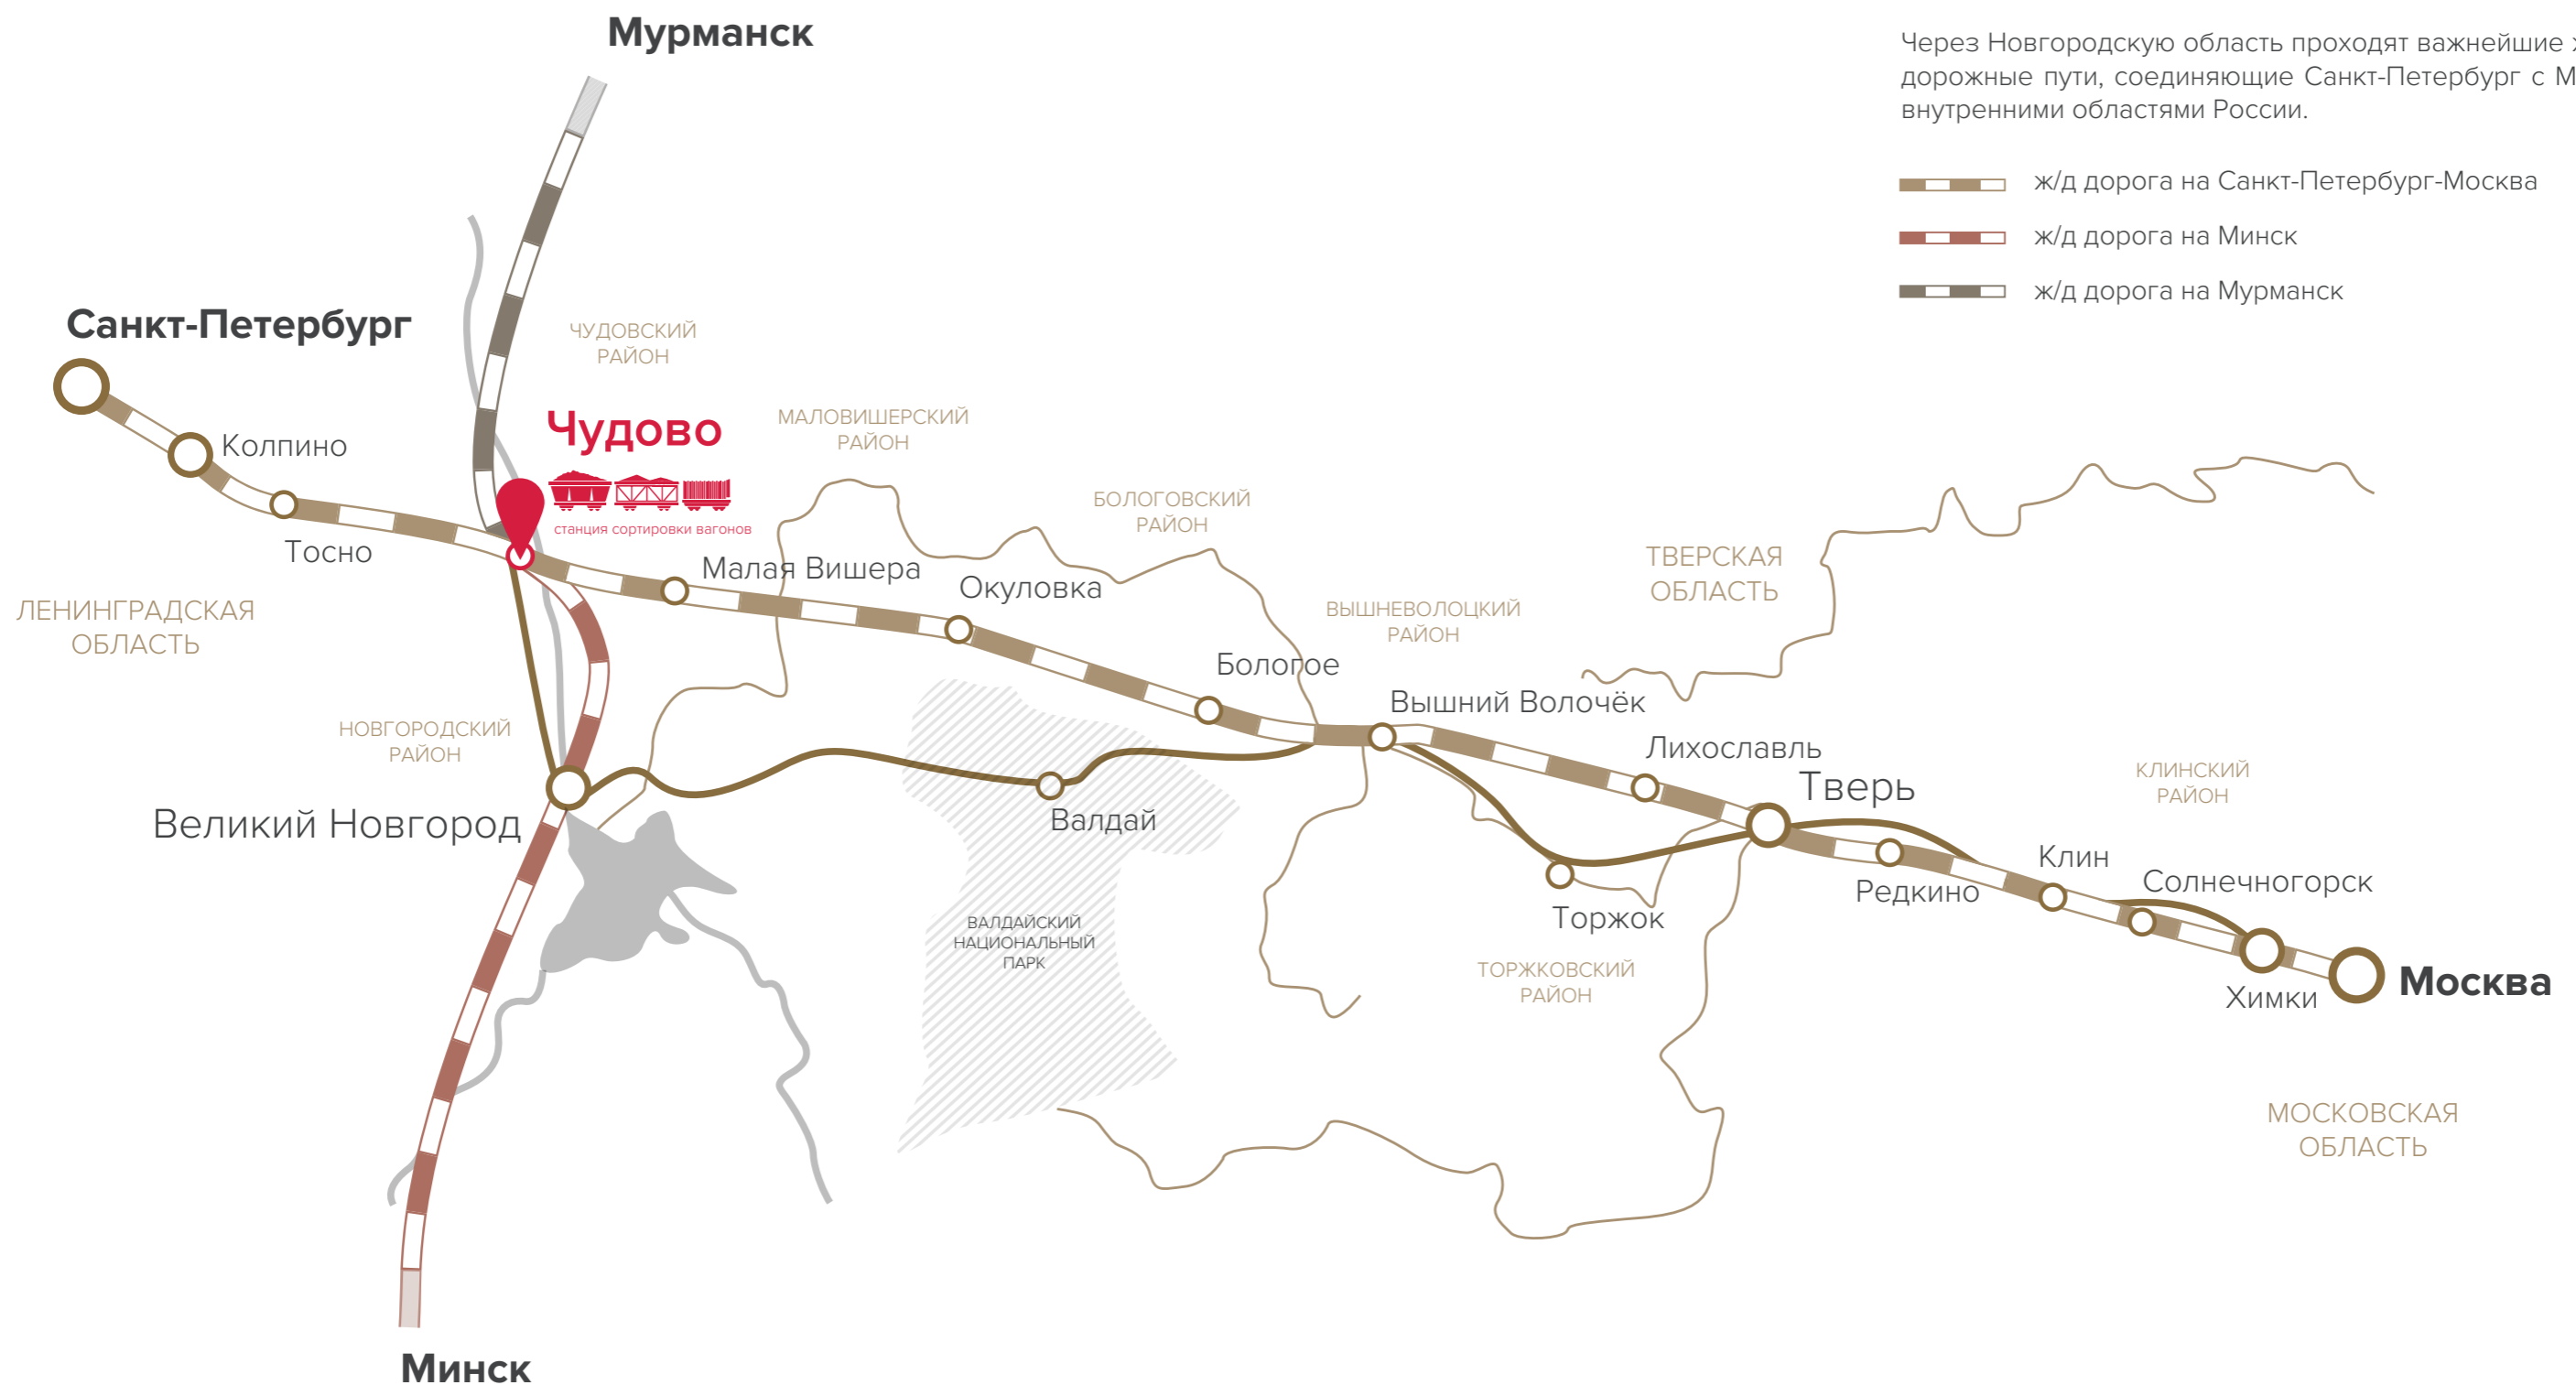 Мурманск
Через Новгородскую область проходят важнейшие
дорожные пути, соединяющие Санкт-Петербург с
внутренними областями России.
ж/д дорога на Санкт-Петербург-Москва
ж/д дорога на Минск
ж/д дорога на Мурманск
Санкт-Петербург
ЧУДОВСКИЙ
РАЙОН
Чудово
станция сортировки вагонов
МАЛОВИШЕРСКИЙ
РАЙОН
Колпино
БОЛОГОВСКИЙ
РАЙОН
Тосно
Малая Вишера
Окуловка
ТВЕРСКАЯ
ОБЛАСТЬ
ЛЕНИНГРАДСКАЯ
ОБЛАСТЬ
ВЫШНЕВОЛОЦКИЙ
РАЙОН
Бологое
Вышний Волочёк
НОВГОРОДСКИЙ
РАЙОН
Лихославль
Тверь
КЛИНСКИЙ
РАЙОН
Великий Новгород
Валдай
Клин
Солнечногорск
Редкино
Торжок
ВАЛДАЙСКИЙ
НАЦИОНАЛЬНЫЙ
ПАРК
ТОРЖКОВСКИЙ
РАЙОН
Москва
Химки
МОСКОВСКАЯ
ОБЛАСТЬ
Минск